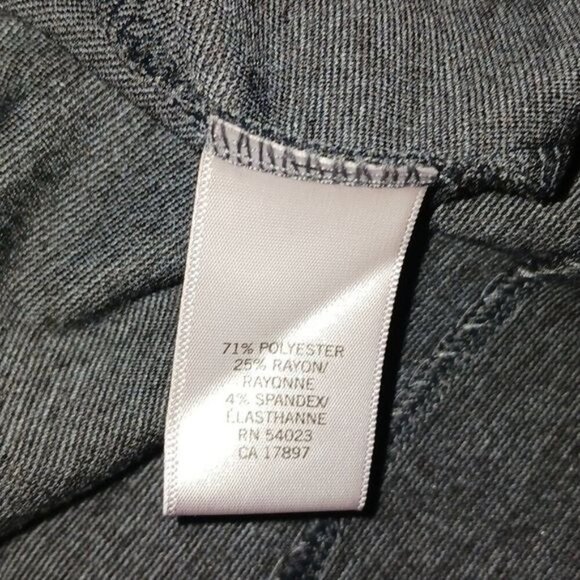 71% POLYESTER
25% RAYON/
RAYONNE
4% SPANDEX/
ÉLASTHANNE
RN 54023
CA 17897